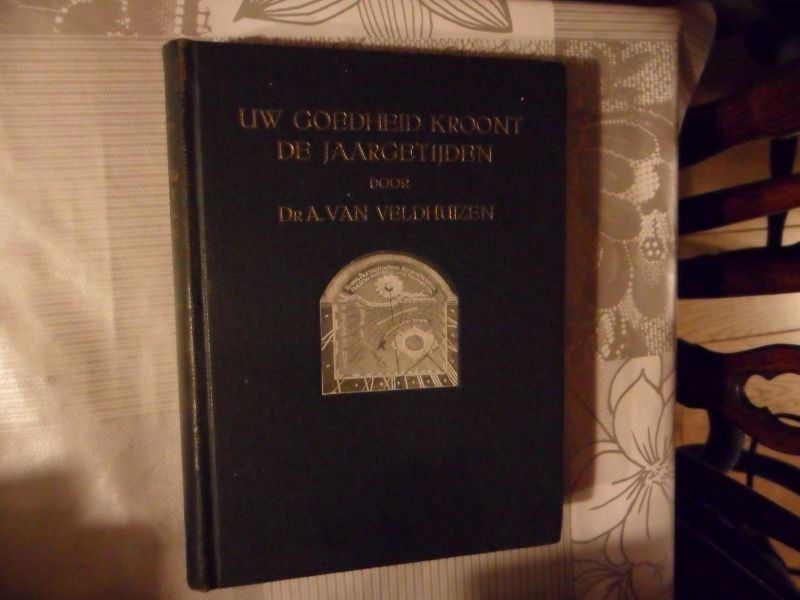 UW GOEDHEID KROONT
DE JAARGETIJDEN
DOOR
DR A. VAN VELDHUIZEN